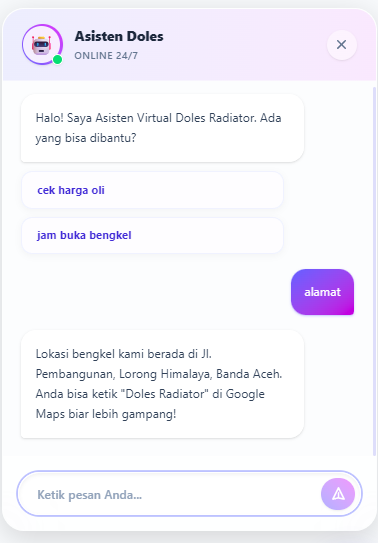 Asisten Doles
ONLINE 24/7
Halo! Saya Asisten Virtual Doles Radiator. Ada
yang bisa dibantu?
cek harga oli
jam buka bengkel
alamat
Lokasi bengkel kami berada di Jl.
Pembangunan, Lorong Himalaya, Banda Aceh.
Anda bisa ketik "Doles Radiator" di Google
Maps biar lebih gampang!
Ketik pesan Anda...